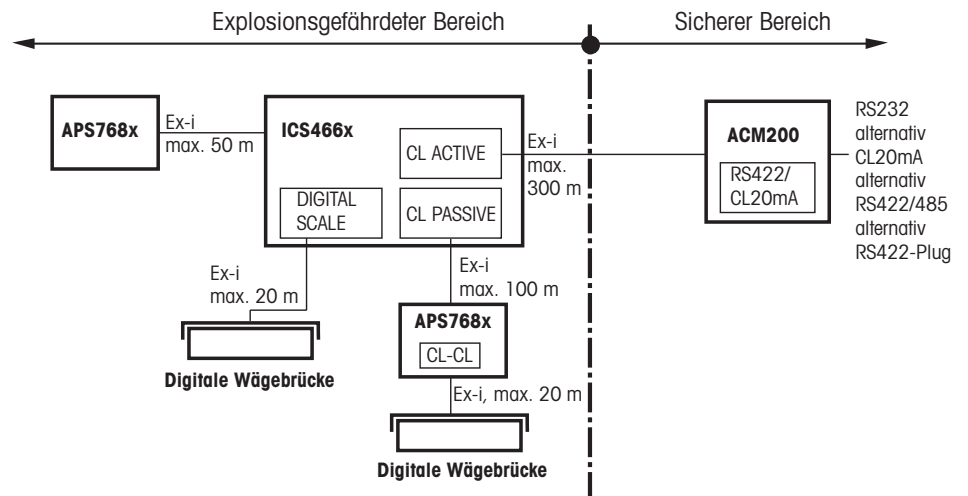 Explosionsgefährdeter Bereich
Sicherer Bereich
APS768x
Ex-i
max. 50 m
ICS466x
CL ACTIVE
DIGITAL
SCALE
CL PASSIVE
Ex-i
max.
300 m
ACM200
RS422/
CL20mA
RS232
alternativ
CL20mA
alternativ
RS422/485
alternativ
RS422-Plug
Ex-i
max. 20 m
Digitale Wägebrücke
Ex-i
max. 100 m
APS768x
CL-CL
Ex-i, max. 20 m
Digitale Wägebrücke